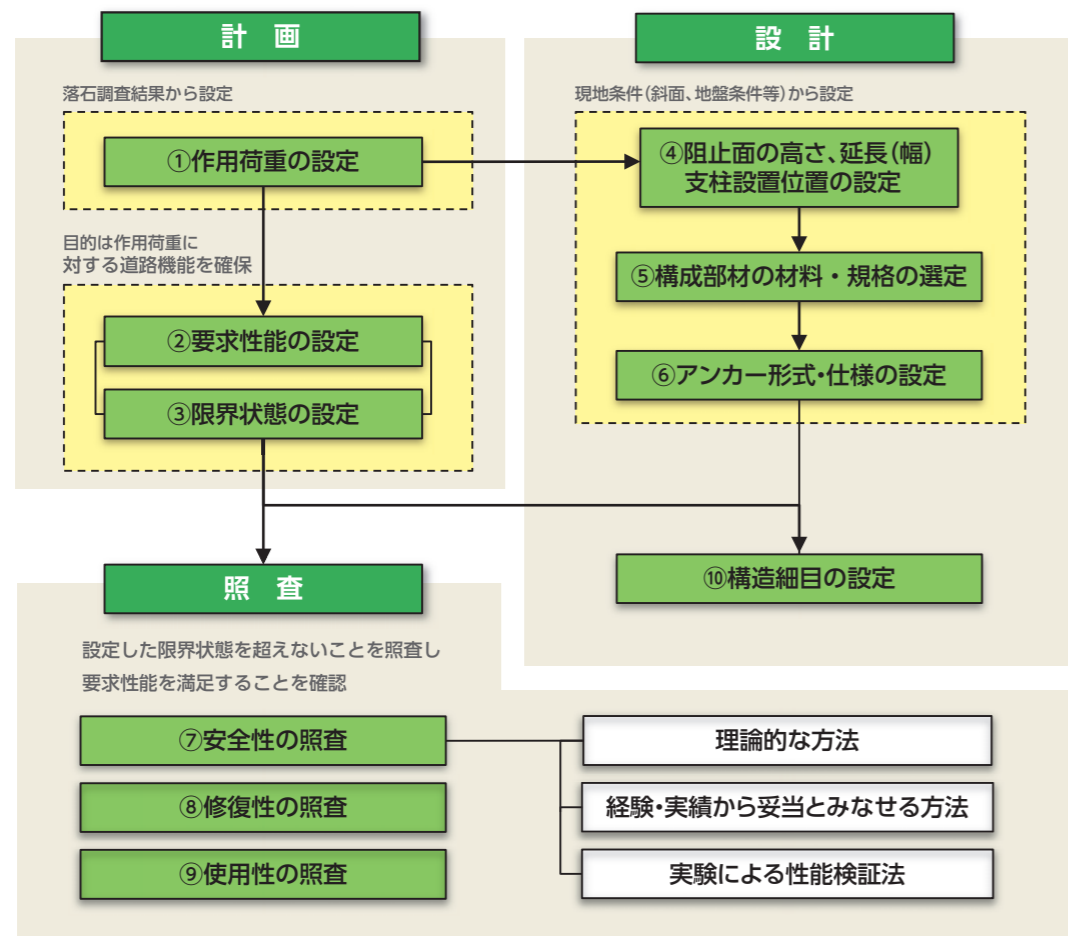 計 画
落石調査結果から設定
①作用荷重の設定
目的は作用荷重に
対する道路機能を確保
②要求性能の設定
③限界状態の設定
設 計
現地条件(斜面、地盤条件等)から設定
④阻止面の高さ、延長(幅)
支柱設置位置の設定
⑤構成部材の材料・規格の選定
⑥アンカー形式・仕様の設定
⑩構造細目の設定
照 査
設定した限界状態を超えないことを照査し
要求性能を満足することを確認
⑦安全性の照査
⑧修復性の照査
⑨使用性の照査
理論的な方法
経験・実績から妥当とみなせる方法
実験による性能検証法